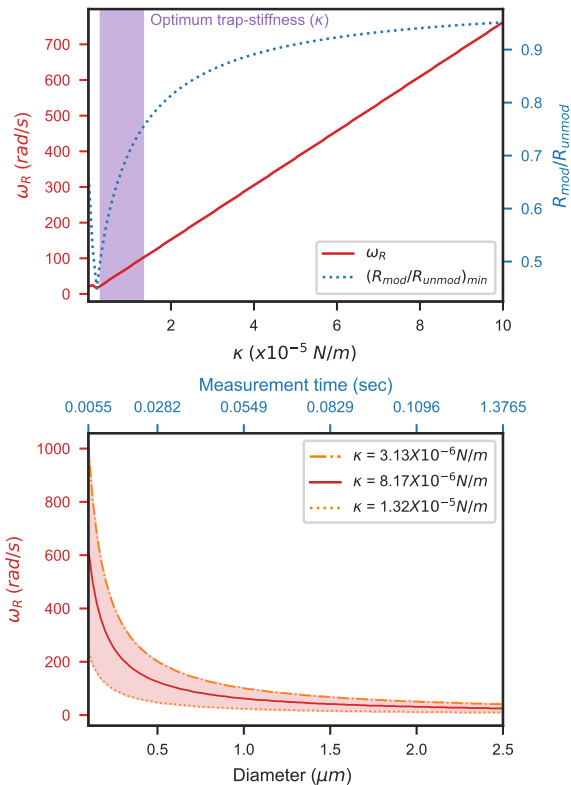 Optimum trap-stiffness (κ)
700
600
500
400
300
200
100
0
ω_R (rad/s)
0.9
0.8
0.7
0.6
0.5
R_mod/R_unmod
ω_R
(R_mod/R_unmod)_min
2 4 6 8 10
κ (x10⁻⁵ N/m)
Measurement time (sec)
0.0055 0.0282 0.0549 0.0829 0.1096 1.3765
1000
800
600
400
200
0
ω_R (rad/s)
κ = 3.13X10⁻⁶N/m
κ = 8.17X10⁻⁶N/m
κ = 1.32X10⁻⁵N/m
0.5 1.0 1.5 2.0 2.5
Diameter (μm)